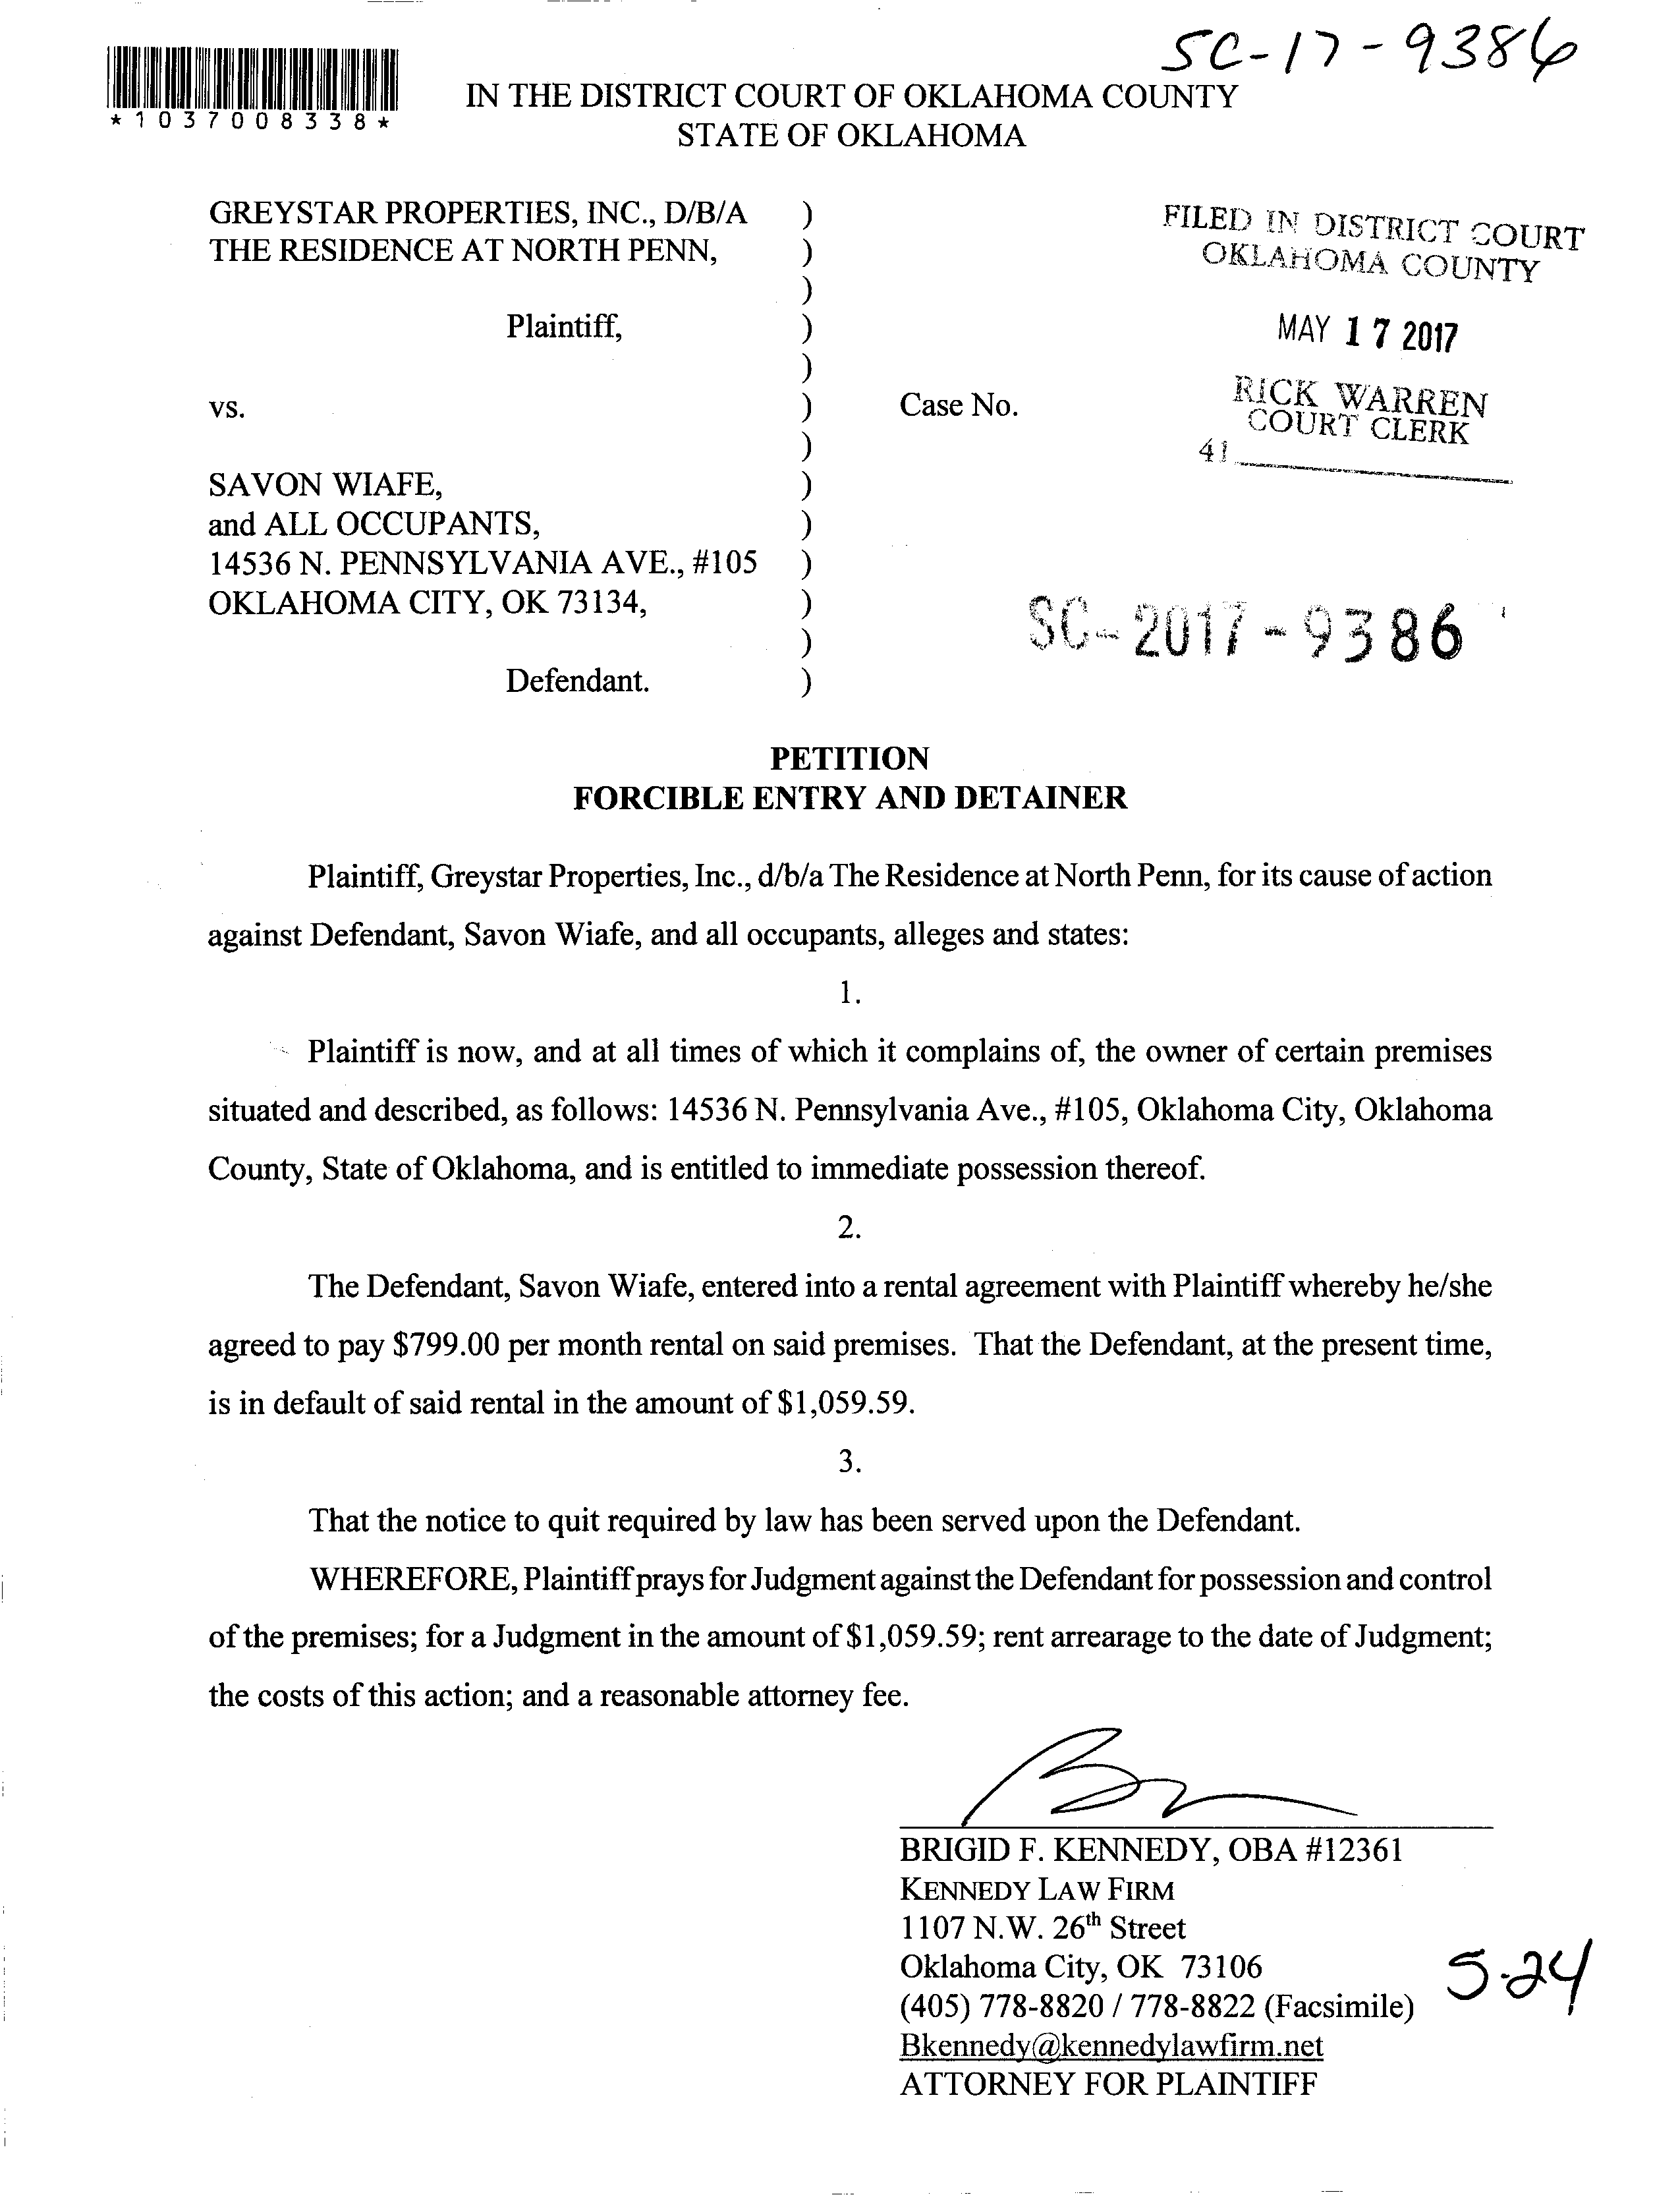 SC-17-9386
*1037008338*
IN THE DISTRICT COURT OF OKLAHOMA COUNTY
STATE OF OKLAHOMA
GREYSTAR PROPERTIES, INC., D/B/A )
THE RESIDENCE AT NORTH PENN, )
)
Plaintiff, )
)
vs. ) Case No.
)
SAVON WIAFE, )
and ALL OCCUPANTS, )
14536 N. PENNSYLVANIA AVE., #105 )
OKLAHOMA CITY, OK 73134, )
)
Defendant. )
FILED IN DISTRICT COURT
OKLAHOMA COUNTY
MAY 17 2017
RICK WARREN
COURT CLERK
41
SC-2017-9386
PETITION
FORCIBLE ENTRY AND DETAINER
Plaintiff, Greystar Properties, Inc., d/b/a The Residence at North Penn, for its cause of action
against Defendant, Savon Wiafe, and all occupants, alleges and states:
1.
Plaintiff is now, and at all times of which it complains of, the owner of certain premises
situated and described, as follows: 14536 N. Pennsylvania Ave., #105, Oklahoma City, Oklahoma
County, State of Oklahoma, and is entitled to immediate possession thereof.
2.
The Defendant, Savon Wiafe, entered into a rental agreement with Plaintiff whereby he/she
agreed to pay $799.00 per month rental on said premises. That the Defendant, at the present time,
is in default of said rental in the amount of $1,059.59.
3.
That the notice to quit required by law has been served upon the Defendant.
WHEREFORE, Plaintiff prays for Judgment against the Defendant for possession and control
of the premises; for a Judgment in the amount of $1,059.59; rent arrearage to the date of Judgment;
the costs of this action; and a reasonable attorney fee.
BRIGID F. KENNEDY, OBA #12361
KENNEDY LAW FIRM
1107 N.W. 26th Street
Oklahoma City, OK 73106
(405) 778-8820 / 778-8822 (Facsimile)
Bkennedy@kennedylawfirm.net
ATTORNEY FOR PLAINTIFF
5-24